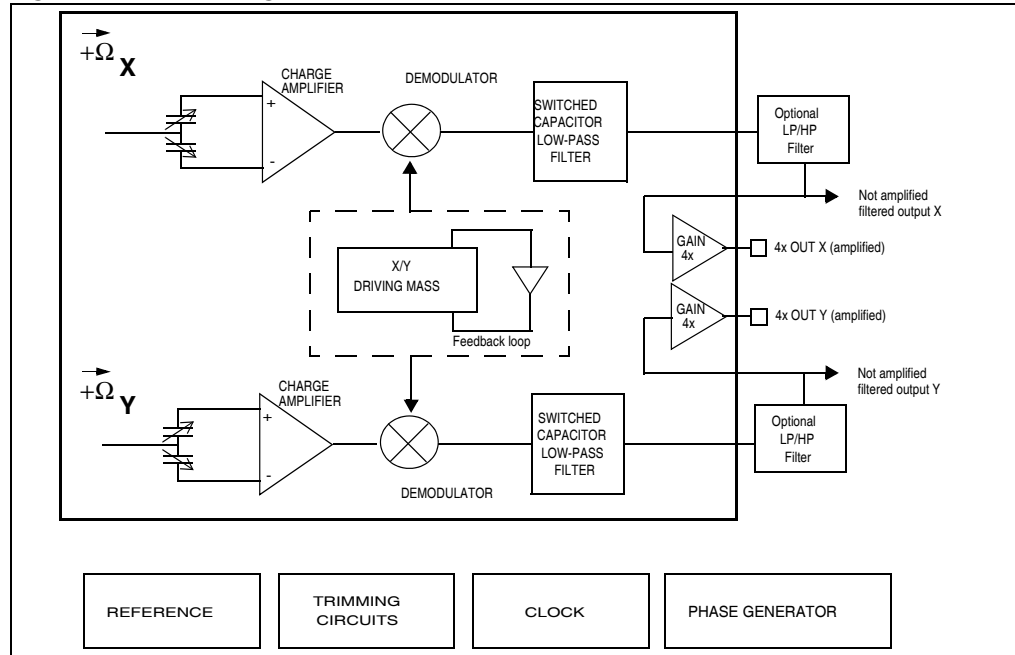 +Ω X
CHARGE
AMPLIFIER
DEMODULATOR
+
-
SWITCHED
CAPACITOR
LOW-PASS
FILTER
Optional
LP/HP
Filter
Not amplified
filtered output X
GAIN
4x
4x OUT X (amplified)
X/Y
DRIVING MASS
Feedback loop
GAIN
4x
4x OUT Y (amplified)
Not amplified
filtered output Y
+Ω Y
CHARGE
AMPLIFIER
+
-
DEMODULATOR
SWITCHED
CAPACITOR
LOW-PASS
FILTER
Optional
LP/HP
Filter
REFERENCE
TRIMMING
CIRCUITS
CLOCK
PHASE GENERATOR